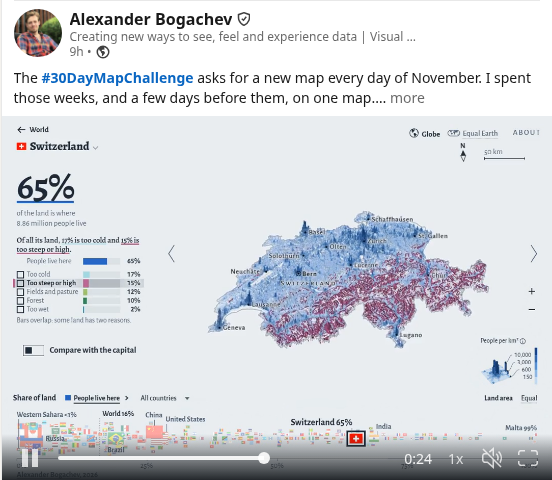 Alexander Bogachev
Creating new ways to see, feel and experience data | Visual ...
9h •
The #30DayMapChallenge asks for a new map every day of November. I spent
those weeks, and a few days before them, on one map.... more
← World
Globe
Equal Earth
ABOUT
Switzerland
N
50 km
65%
of the land is where
8.86 million people live
Of all its land, 17% is too cold and 15% is
too steep or high.
People live here 65%
Too cold 17%
Too steep or high 15%
Fields and pasture 12%
Forest 10%
Too wet 2%
Bars overlap: some land has two reasons.
Compare with the capital
Schaffhausen
Basel
St. Gallen
Zürich
Olten
Solothurn
Lucerne
Neuchâtel
Bern
Chur
SWITZERLAND
Lausanne
Geneva
Lugano
+
−
People per km²
10,000
3,000
600
150
Land area Equal
Share of land People live here All countries
Western Sahara <1%
World 16%
China
United States
Switzerland 65%
India
Malta 99%
Russia
Brazil
25%
50%
0:24
1x